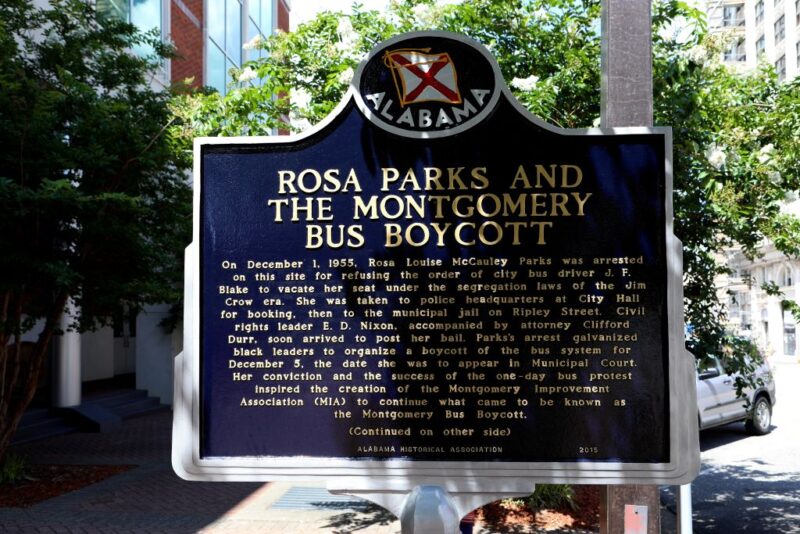 ALABAMA
ROSA PARKS AND
THE MONTGOMERY
BUS BOYCOTT
On December 1, 1955, Rosa Louise McCauley Parks was arrested
on this site for refusing the order of city bus driver J. F.
Blake to vacate her seat under the segregation laws of the Jim
Crow era. She was taken to police headquarters at City Hall
for booking, then to the municipal jail on Ripley Street. Civil
rights leader E. D. Nixon, accompanied by attorney Clifford
Durr, soon arrived to post her bail. Parks's arrest galvanized
black leaders to organize a boycott of the bus system for
December 5, the date she was to appear in Municipal Court.
Her conviction and the success of the one-day bus protest
inspired the creation of the Montgomery Improvement
Association (MIA) to continue what came to be known as
the Montgomery Bus Boycott.
(Continued on other side)
ALABAMA HISTORICAL ASSOCIATION 2015